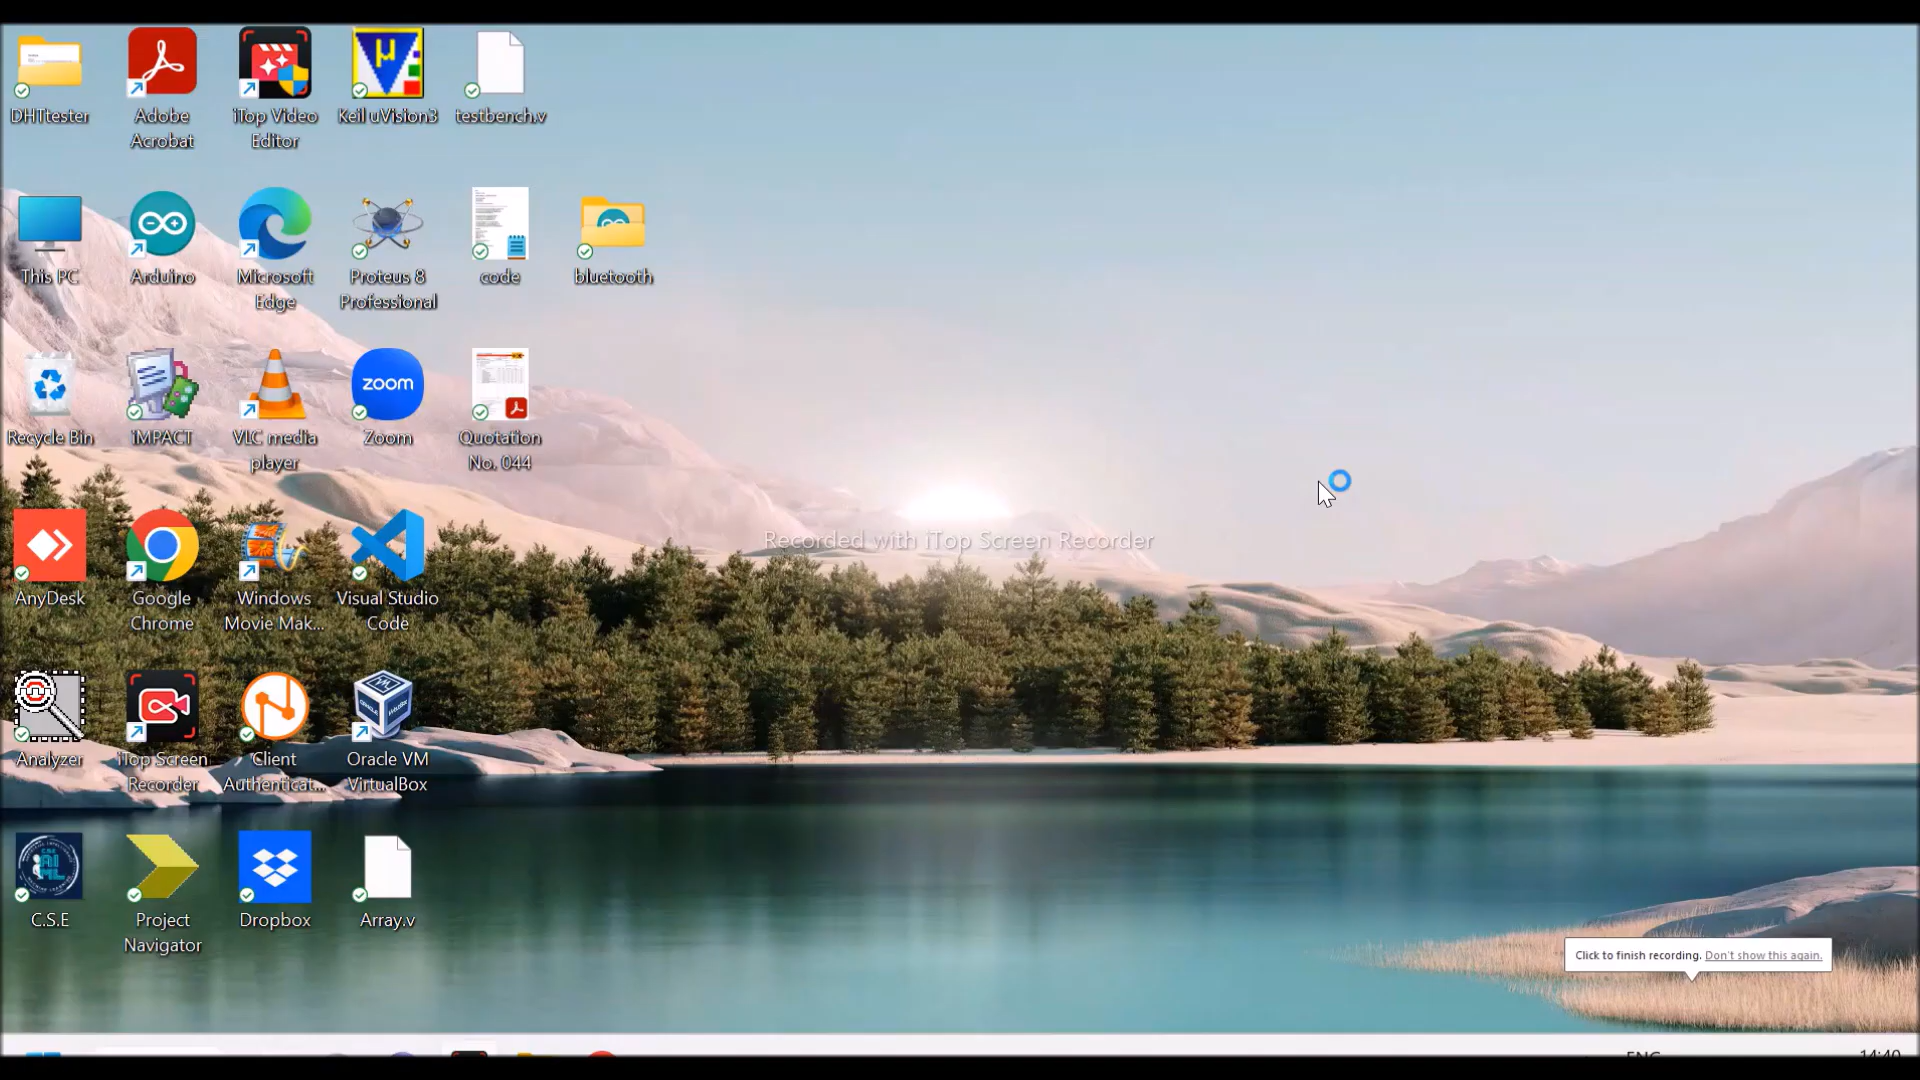 DHTtester
Adobe
Acrobat
iTop Video
Editor
Keil uVision3
testbench.v
This PC
Arduino
Microsoft
Edge
Proteus 8
Professional
code
bluetooth
Recycle Bin
iMPACT
VLC media
player
zoom
Zoom
Quotation
No. 044
Recorded with iTop Screen Recorder
AnyDesk
Google
Chrome
Windows
Movie Mak...
Visual Studio
Code
Analyzer
iTop Screen
Recorder
Client
Authenticat...
Oracle VM
VirtualBox
C.S.E
Project
Navigator
Dropbox
Array.v
Click to finish recording. Don't show this again.
ENG
14:40